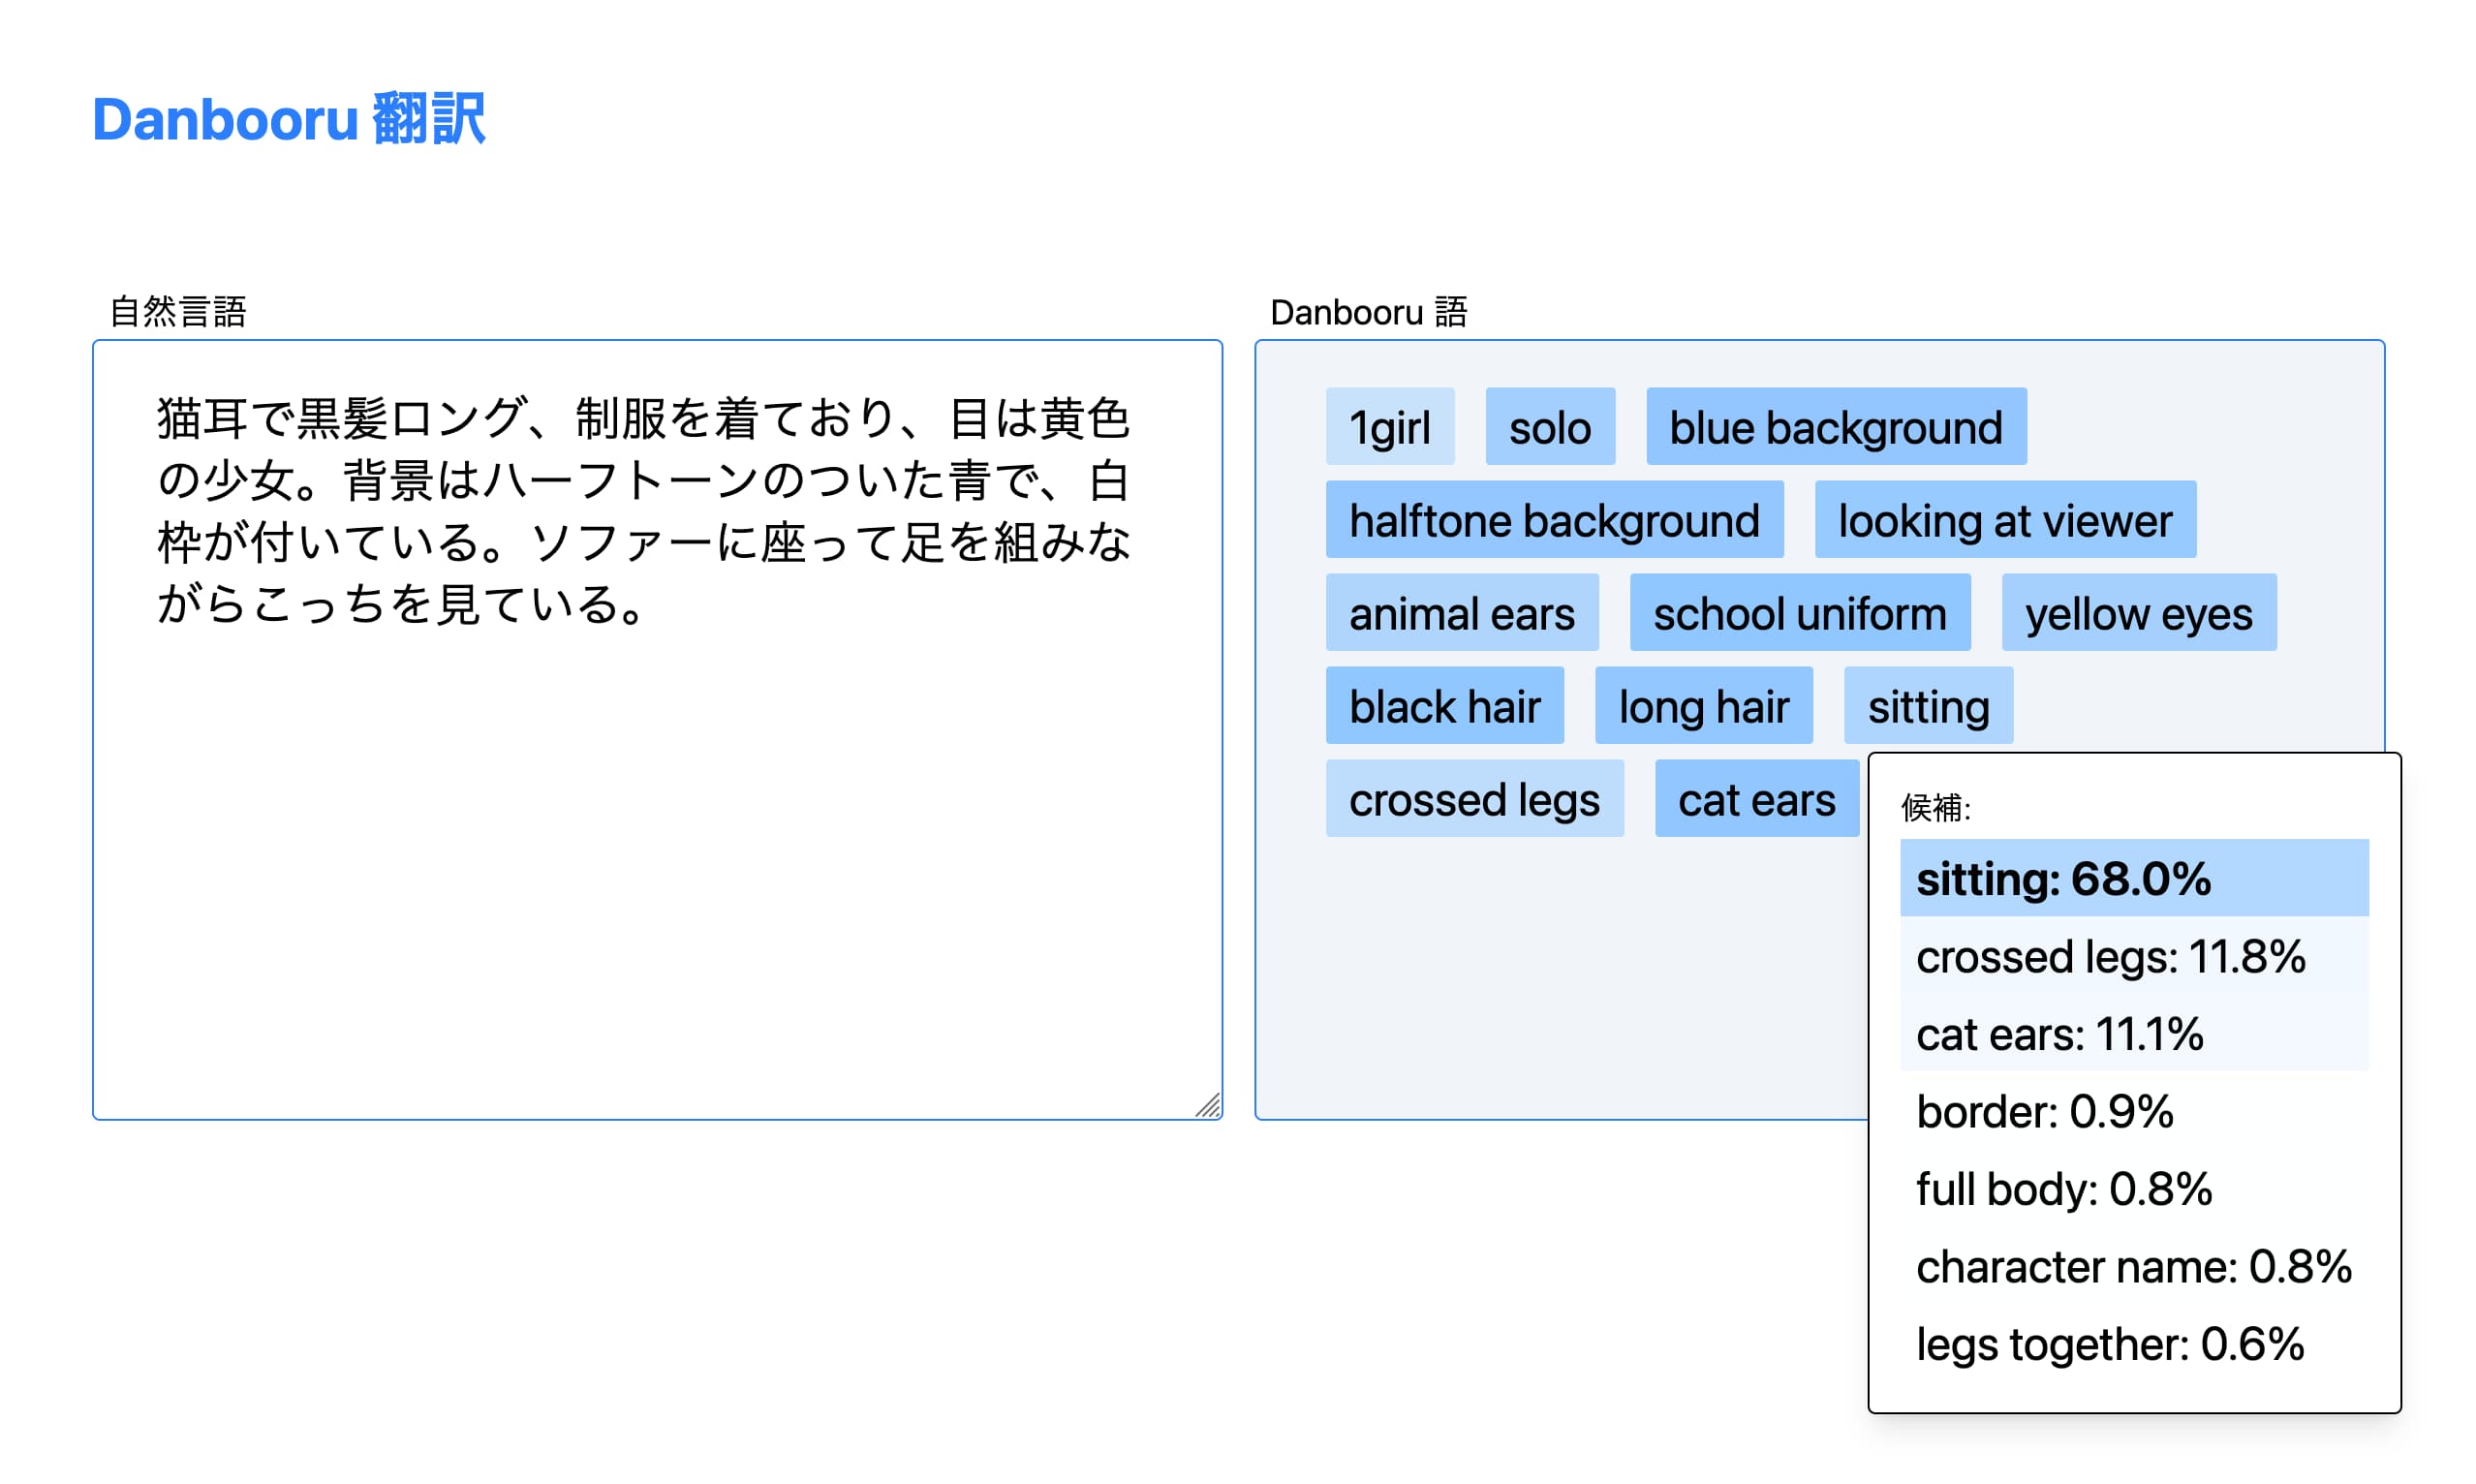 Danbooru 翻訳
自然言語
猫耳で黒髪ロング、制服を着ており、目は黄色
の少女。背景はハーフトーンのついた青で、白
枠が付いている。ソファーに座って足を組みな
がらこっちを見ている。
Danbooru 語
1girl solo blue background
halftone background looking at viewer
animal ears school uniform yellow eyes
black hair long hair sitting
crossed legs cat ears
候補:
sitting: 68.0%
crossed legs: 11.8%
cat ears: 11.1%
border: 0.9%
full body: 0.8%
character name: 0.8%
legs together: 0.6%